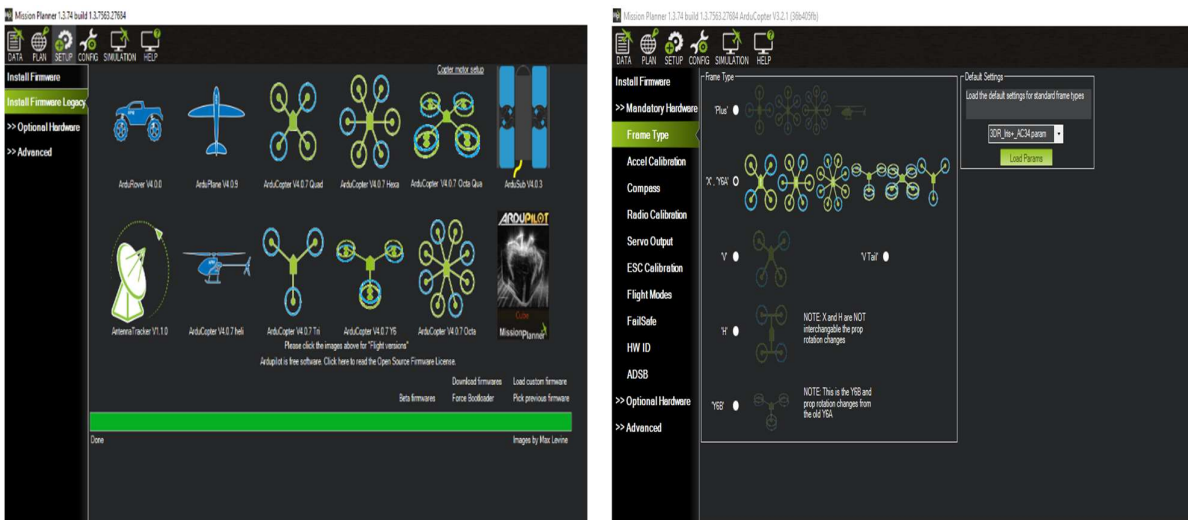 Mission Planner 1.3.74 build 1.3.7563.27684
DATA PLAN SETUP CONFIG SIMULATION HELP
Install Firmware
Install Firmware Legacy
>> Optional Hardware
>> Advanced
Copter motor setup
ArduRover V4.0.0
ArduPlane V4.0.9
ArduCopter V4.0.7 Quad
ArduCopter V4.0.7 Hexa
ArduCopter V4.0.7 Octa Qua
ArduSub V4.0.3
ARDUPILOT
Cube
Mission Planner
AntennaTracker V1.1.0
ArduCopter V4.0.7 heli
ArduCopter V4.0.7 Tri
ArduCopter V4.0.7 Y6
ArduCopter V4.0.7 Octa
Please click the images above for "Flight versions"
Ardupilot is free software. Click here to read the Open Source Firmware License.
Download firmwares
Load custom firmware
Beta firmwares
Force Bootloader
Pick previous firmware
Done
Images by Max Levine
Mission Planner 1.3.74 build 1.3.7563.27684 ArduCopter V3.2.1 (36b405fb)
DATA PLAN SETUP CONFIG SIMULATION HELP
Install Firmware
>> Mandatory Hardware
Frame Type
Accel Calibration
Compass
Radio Calibration
Servo Output
ESC Calibration
Flight Modes
FailSafe
HW ID
ADSB
>> Optional Hardware
>> Advanced
Frame Type
'Plus'
'X', 'Y6A'
'V'
'V Tail'
'H'
NOTE: X and H are NOT
interchangable the prop
rotation changes
'Y6B'
NOTE: This is the Y6B and
prop rotation changes from
the old Y6A
Default Settings
Load the default settings for standard frame types
3DR_Iris+_AC34.param
Load Params